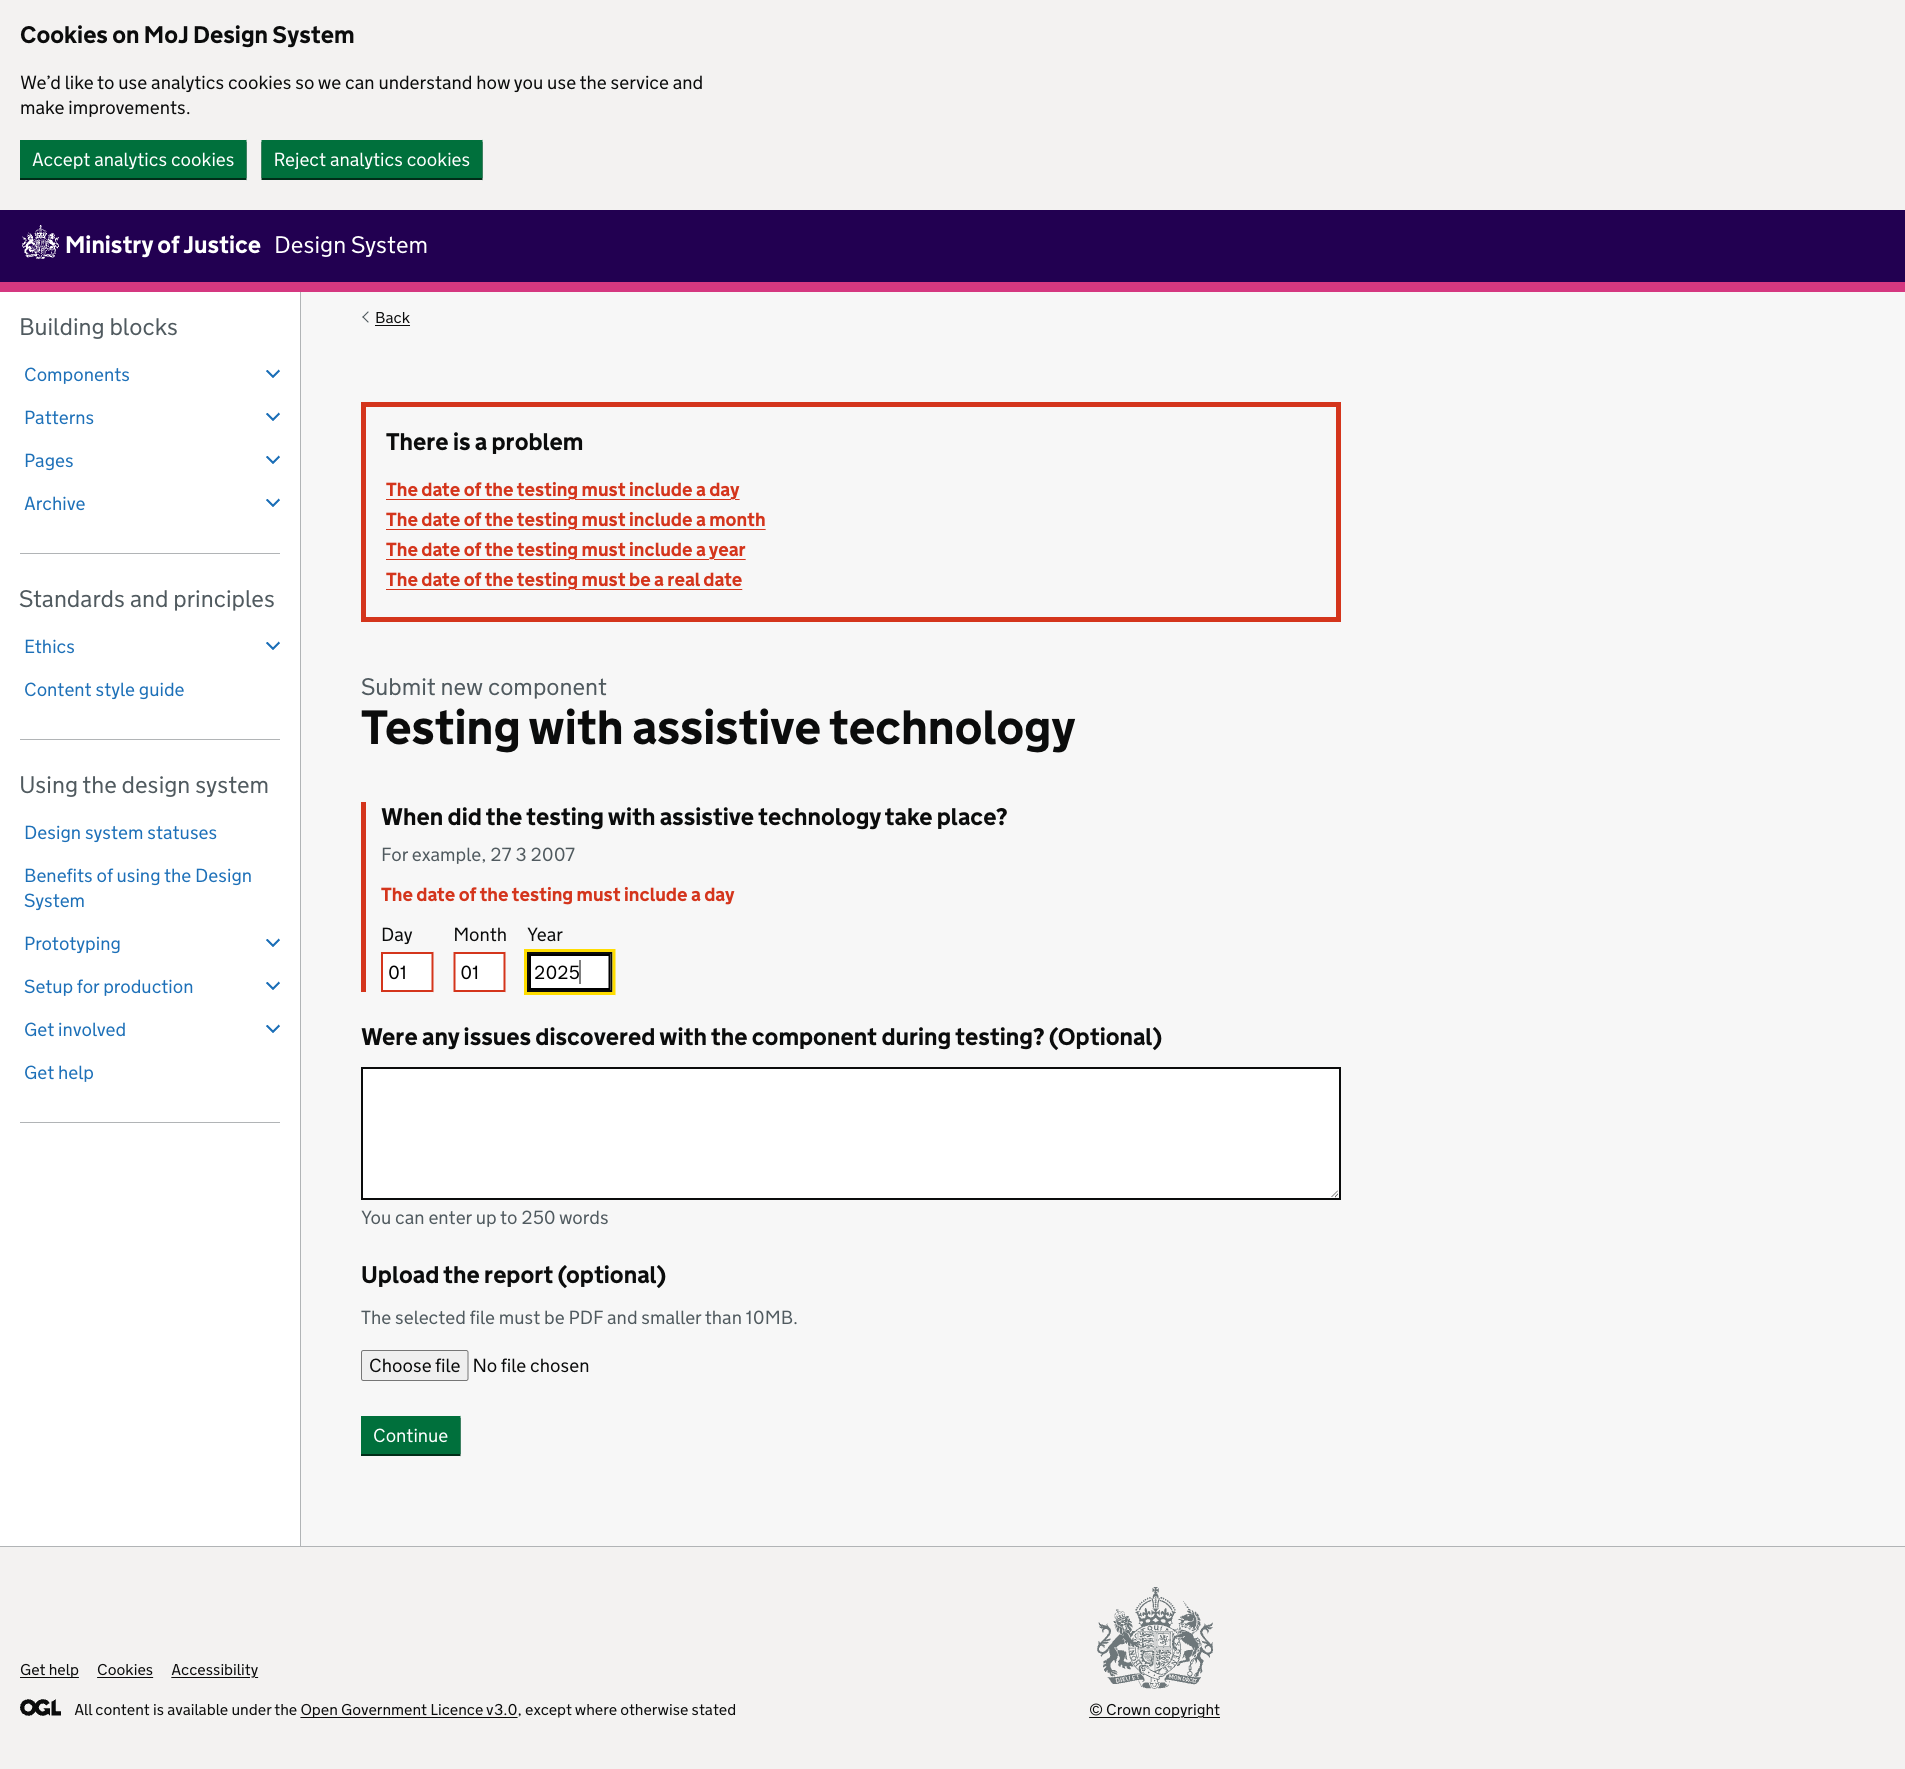 Cookies on MoJ Design System
We’d like to use analytics cookies so we can understand how you use the service and
make improvements.
Accept analytics cookies
Reject analytics cookies
Ministry of Justice Design System
Building blocks
Components
Patterns
Pages
Archive
Standards and principles
Ethics
Content style guide
Using the design system
Design system statuses
Benefits of using the Design
System
Prototyping
Setup for production
Get involved
Get help
Back
There is a problem
The date of the testing must include a day
The date of the testing must include a month
The date of the testing must include a year
The date of the testing must be a real date
Submit new component
Testing with assistive technology
When did the testing with assistive technology take place?
For example, 27 3 2007
The date of the testing must include a day
Day Month Year
01 01 2025
Were any issues discovered with the component during testing? (Optional)
You can enter up to 250 words
Upload the report (optional)
The selected file must be PDF and smaller than 10MB.
Choose file No file chosen
Continue
Get help Cookies Accessibility
OGL All content is available under the Open Government Licence v3.0, except where otherwise stated
© Crown copyright